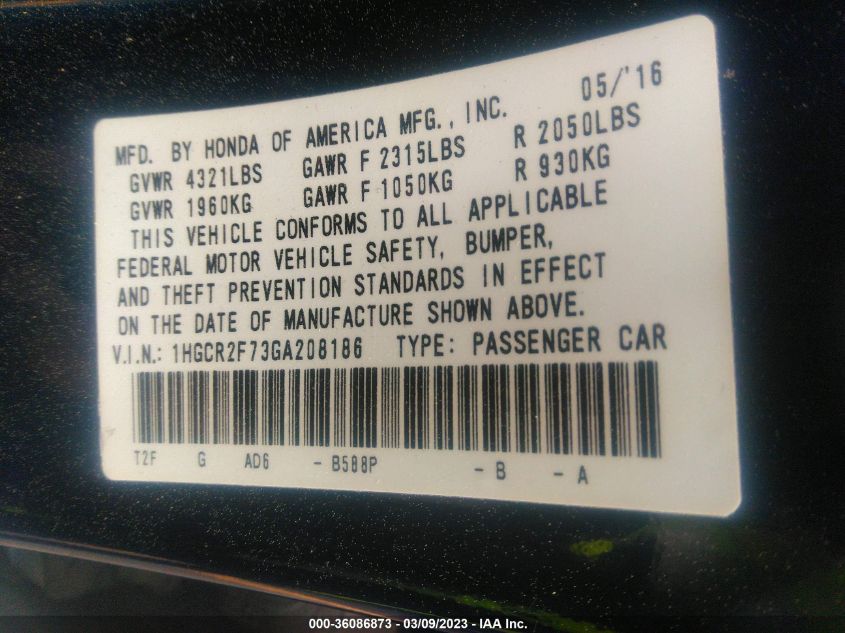 05/'16
MFD. BY HONDA OF AMERICA MFG., INC.
GVWR 4321LBS GAWR F 2315LBS R 2050LBS
GVWR 1960KG GAWR F 1050KG R 930KG
THIS VEHICLE CONFORMS TO ALL APPLICABLE
FEDERAL MOTOR VEHICLE SAFETY, BUMPER,
AND THEFT PREVENTION STANDARDS IN EFFECT
ON THE DATE OF MANUFACTURE SHOWN ABOVE.
V.I.N.: 1HGCR2F73GA208186 TYPE: PASSENGER CAR
T2F G AD6 - B588P - B - A
000-36086873 - 03/09/2023 - IAA Inc.